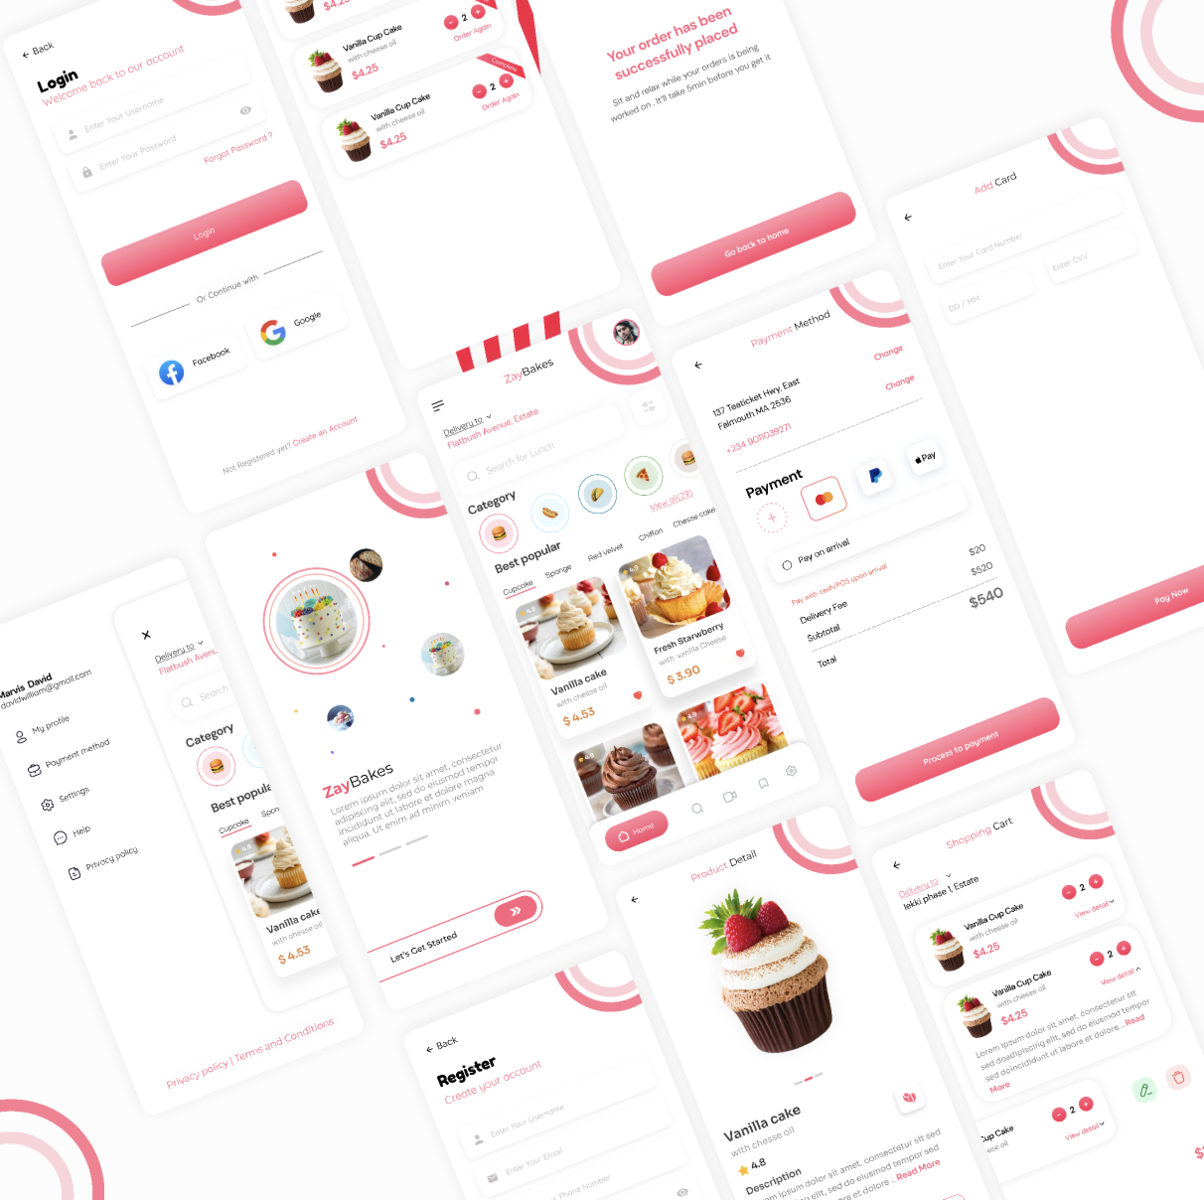 ← Back
Login
Welcome back to our account
Enter Your Username
Enter Your Password
Forgot Password ?
Login
Or Continue with
Facebook
Google
Not Registered yet? Create an Account
$4.25
Vanilla Cup Cake
with chesse oil
$4.25
2
Order Again
Complete
Vanilla Cup Cake
with chesse oil
$4.25
2
Order Again
Your order has been
successfully placed
Sit and relax while your orders is being
worked on . It'll take 5min before you get it
Go back to home
Add Card
Enter Your Card Number
DD / MM
Enter CVV
Pay Now
Payment Method
137 Teaticket Hwy, East
Falmouth MA 2536
Change
+234 9011039271
Change
Payment
Pay
Pay on arrival
Pay with cash/POS upon arrival
Delivery Fee
$20
Subtotal
$520
Total
$540
Process to payment
ZayBakes
Delivery to
Flatbush Avenue, Estate
Search for Lunch
Category
View all(29)
Best popular
Cupcake
Sponge
Red Velvet
Chiffon
Chesse cake
4.9
Vanilla cake
with chesse oil
$ 4.53
4.9
Fresh Starwberry
with vanilla Cheese
$ 3.90
4.8
4.9
Home
Marvis David
davidwilliam@gmail.com
My profile
Payment method
Settings
Help
Privacy policy
Privacy policy | Terms and Conditions
Delivery to
Flatbush Avenu
Search
Category
Best popula
Cupcake
Spon
4.8
Vanilla cake
with chesse oil
$ 4.53
ZayBakes
Lorem ipsum dolor sit amet, consectetur
adipiscing elit, sed do eiusmod tempor
incididunt ut labore et dolore magna
aliqua. Ut enim ad minim veniam
Let's Get Started
← Back
Register
Create your account
Enter Your Username
Enter Your Email
Phone Number
Product Detail
Vanilla cake
with chesse oil
4.8
Description
Lorem ipsum dolor sit amet, consectetur sit sed
do eiusmod tempor sed
ut labore et dolore .. Read More
Shopping Cart
Delivery to
lekki phase 1, Estate
Vanilla Cup Cake
with chesse oil
$4.25
2
View detail
Vanilla Cup Cake
with chesse oil
$4.25
2
View detail
Lorem ipsum dolor sit amet, consectetur sit
sed doadipiscing elit, sed do eiusmod tempor
sed doincididunt ut labore et dolore .. Read
More
Cup Cake
sse oil
2
View detail